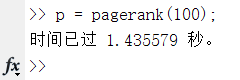 >> p = pagerank(100);
时间已过 1.435579 秒。
fx >>